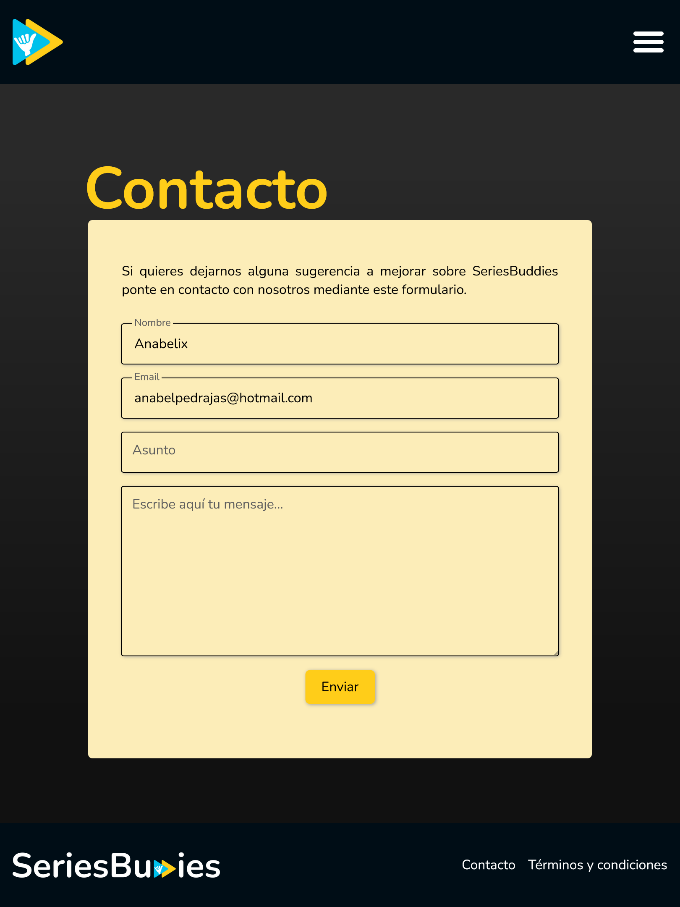 Contacto
Si quieres dejarnos alguna sugerencia a mejorar sobre SeriesBuddies
ponte en contacto con nosotros mediante este formulario.
Nombre
Anabelix
Email
anabelpedrajas@hotmail.com
Asunto
Escribe aquí tu mensaje...
Enviar
SeriesBuddies
Contacto Términos y condiciones